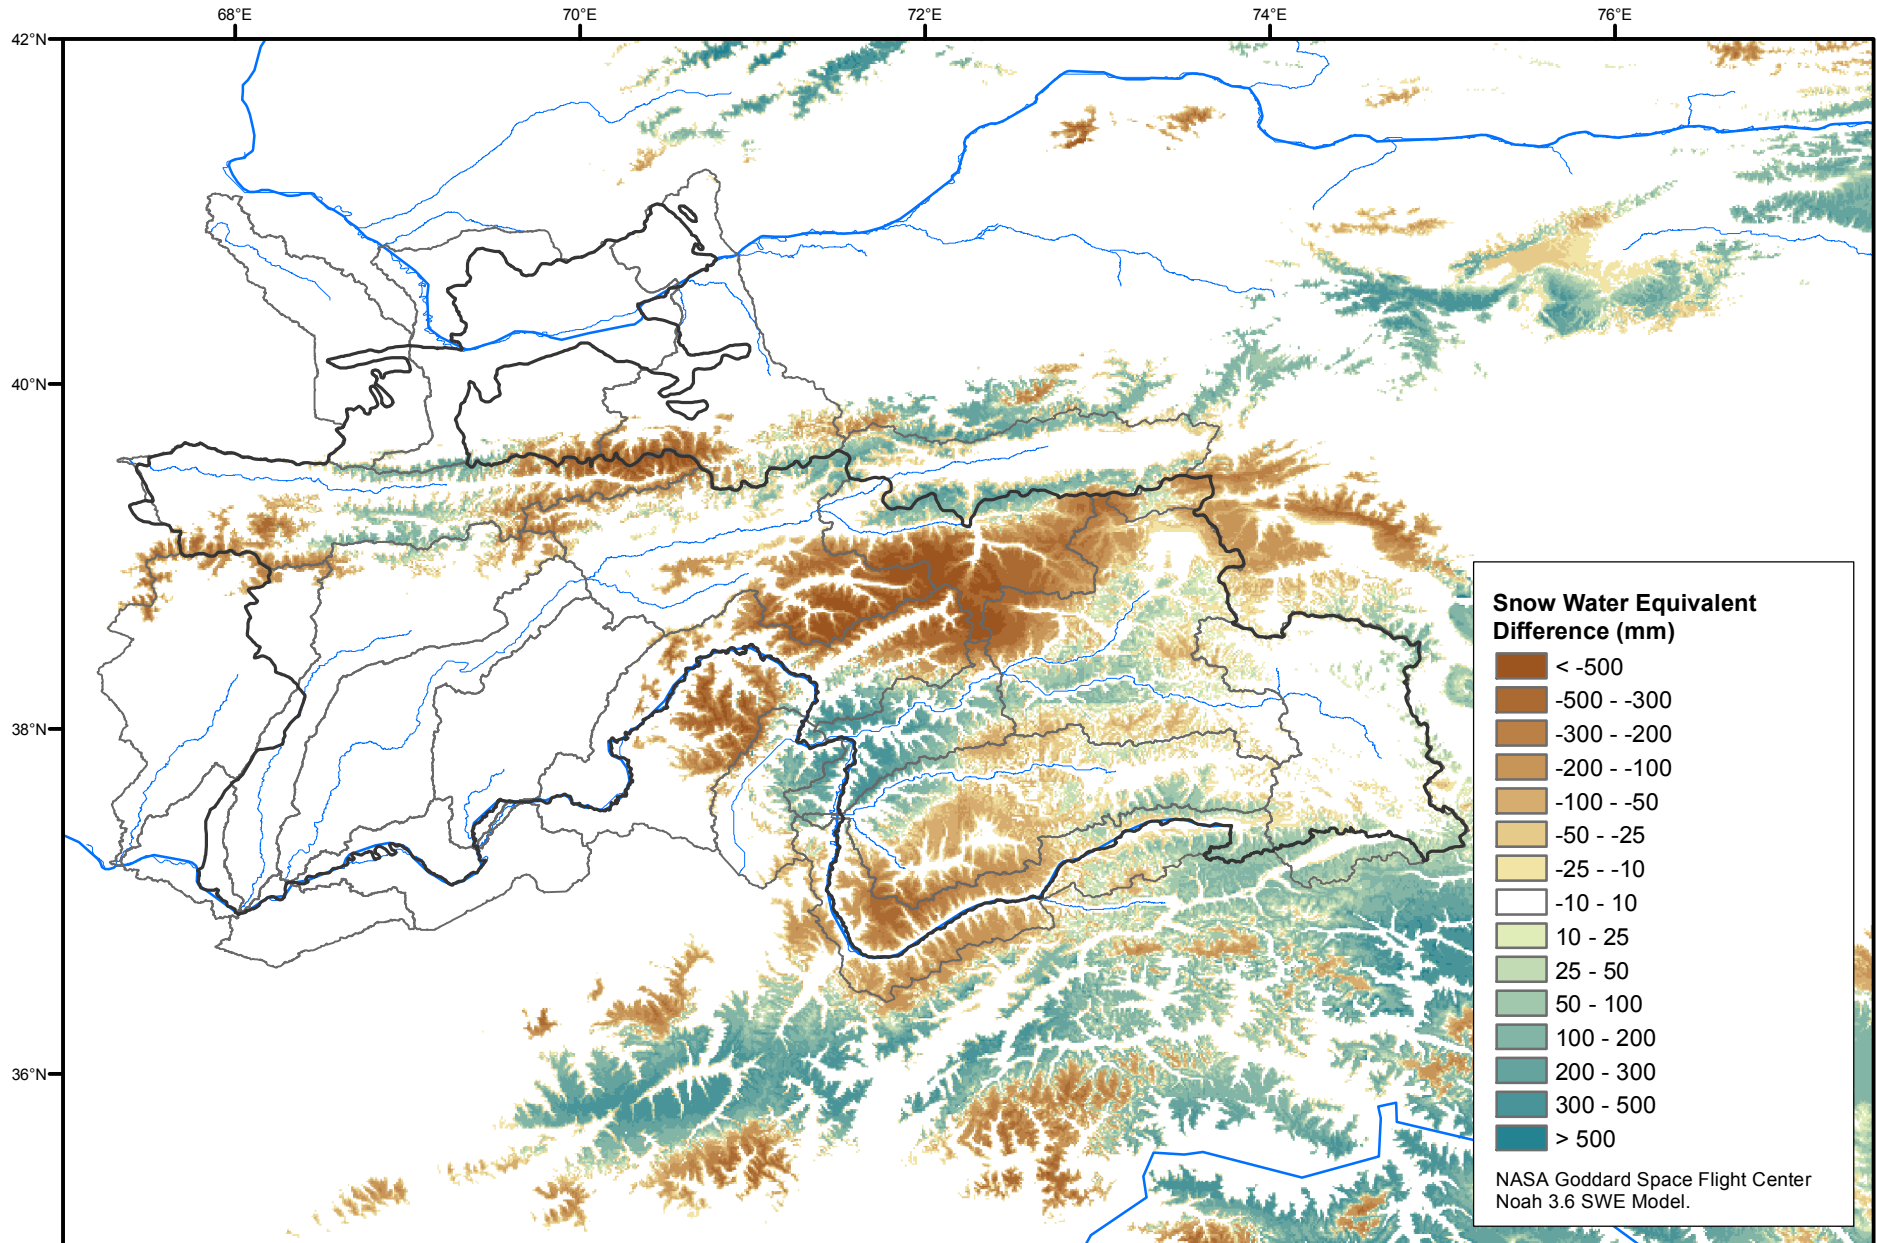 68°E
70°E
72°E
74°E
76°E
42°N
40°N
38°N
36°N
Snow Water Equivalent
Difference (mm)
< -500
-500 - -300
-300 - -200
-200 - -100
-100 - -50
-50 - -25
-25 - -10
-10 - 10
10 - 25
25 - 50
50 - 100
100 - 200
200 - 300
300 - 500
> 500
NASA Goddard Space Flight Center
Noah 3.6 SWE Model.